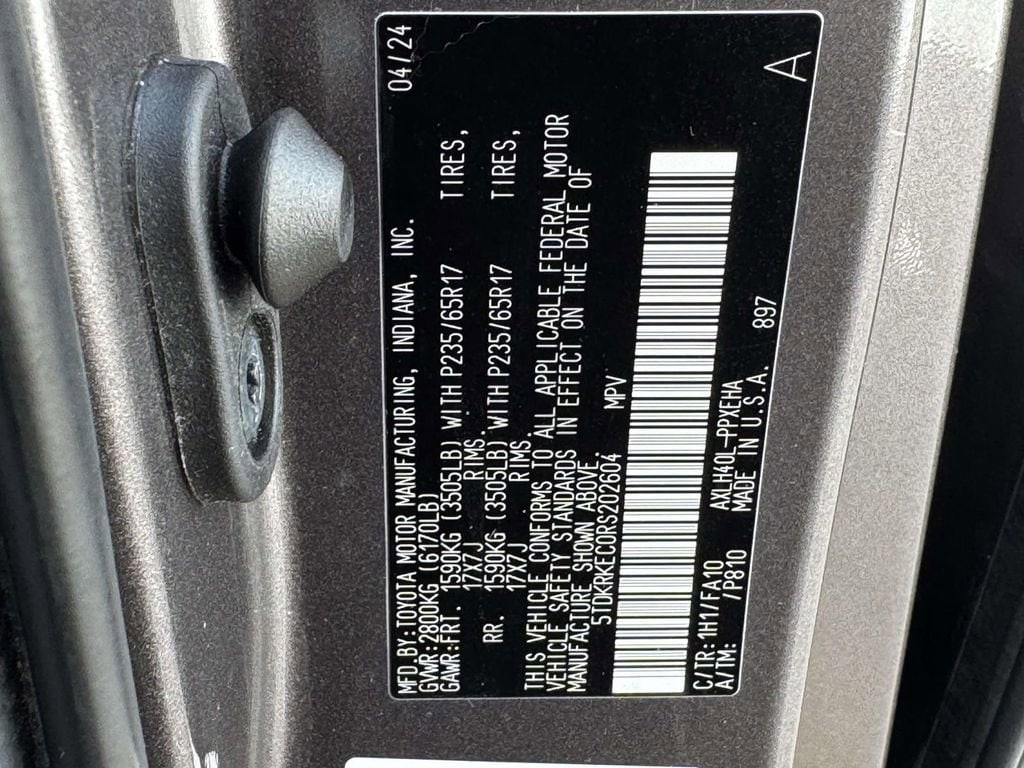 MFD.BY:TOYOTA MOTOR MANUFACTURING, INDIANA, INC. 04/24
GVWR:2800KG (6170LB)
GAWR:FRT. 1590KG (3505LB) WITH P235/65R17 TIRES,
17X7J RIMS.
RR. 1590KG (3505LB) WITH P235/65R17 TIRES,
17X7J RIMS.
THIS VEHICLE CONFORMS TO ALL APPLICABLE FEDERAL MOTOR
VEHICLE SAFETY STANDARDS IN EFFECT ON THE DATE OF
MANUFACTURE SHOWN ABOVE.
5TDKRKEC0RS202604 MPV
C/TR:1H1/FA10 AXLH40L-PPXEHA 897
A/TM: /P810 MADE IN U.S.A. A